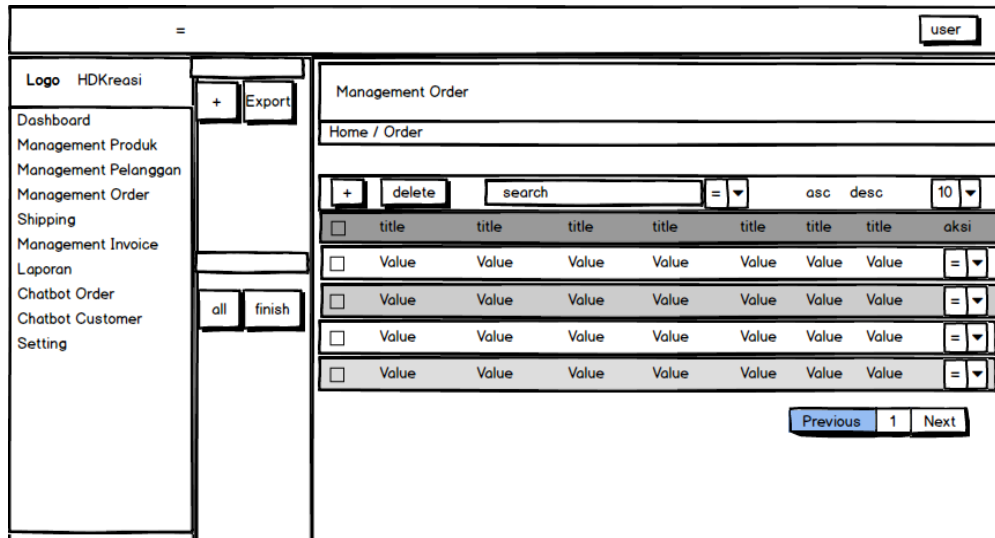 = user
Logo HDKreasi
Dashboard
Management Produk
Management Pelanggan
Management Order
Shipping
Management Invoice
Laporan
Chatbot Order
Chatbot Customer
Setting
+ Export
all finish
Management Order
Home / Order
+ delete search = asc desc 10
title title title title title title title aksi
Value Value Value Value Value Value Value =
Value Value Value Value Value Value Value =
Value Value Value Value Value Value Value =
Value Value Value Value Value Value Value =
Previous 1 Next